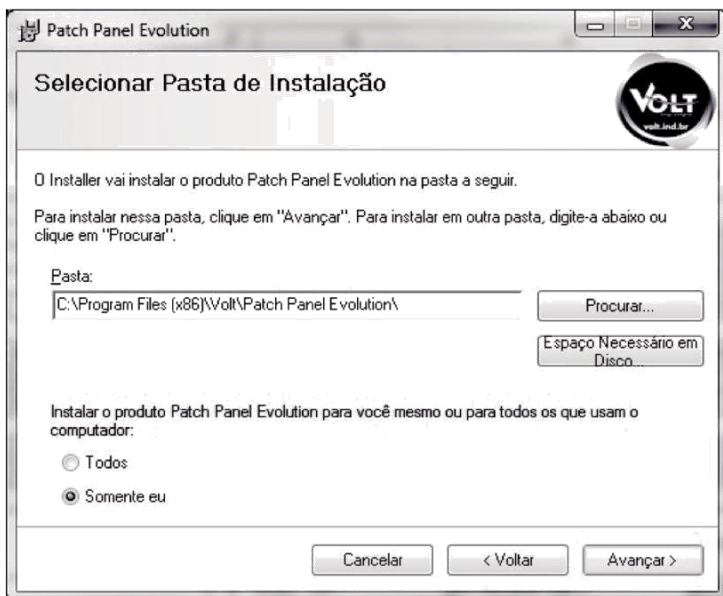 Patch Panel Evolution
Selecionar Pasta de Instalação
VOLT
volt.ind.br
O Installer vai instalar o produto Patch Panel Evolution na pasta a seguir.
Para instalar nessa pasta, clique em "Avançar". Para instalar em outra pasta, digite-a abaixo ou
clique em "Procurar".
Pasta:
C:\Program Files (x86)\Volt\Patch Panel Evolution\
Procurar...
Espaço Necessário em
Disco...
Instalar o produto Patch Panel Evolution para você mesmo ou para todos os que usam o
computador:
Todos
Somente eu
Cancelar
< Voltar
Avançar >